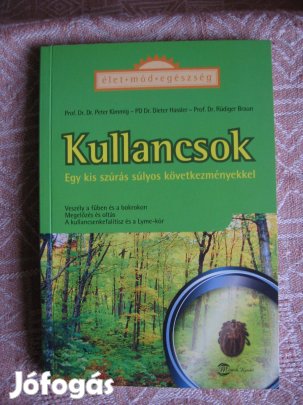 élet•mód•egészség
Prof. Dr. Dr. Peter Kimmig – PD Dr. Dieter Hassler – Prof. Dr. Rüdiger Braun
Kullancsok
Egy kis szúrás súlyos következményekkel
Veszély a fűben és a bokrokon
Megelőzés és oltás
A kullancsenkefalitisz és a Lyme-kór
Jófogás